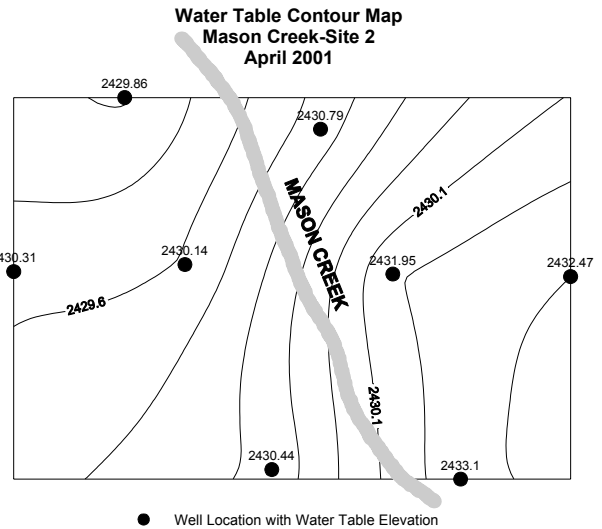 Water Table Contour Map
Mason Creek-Site 2
April 2001
2429.86
2430.79
MASON CREEK
2430.1
430.31
2430.14
2431.95
2432.47
2429.6
2430.1
2430.44
2433.1
Well Location with Water Table Elevation